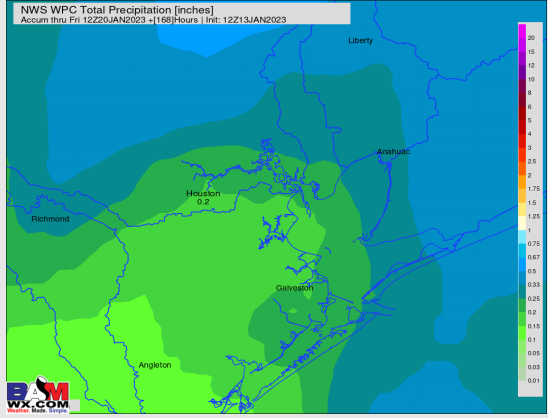 NWS WPC Total Precipitation [inches]
Accum thru Fri 12Z20JAN2023 +[168]Hours | Init: 12Z13JAN2023
Liberty
Anahuac
Houston
0.2
Richmond
Galveston
Angleton
20
15
12
10
8
6
5
4
3
2.5
2
1.75
1.5
1.25
1
0.75
0.67
0.5
0.33
0.25
0.2
0.15
0.1
0.05
0.03
0.01
BAM
WX.COM
Weather. Made. Simple.